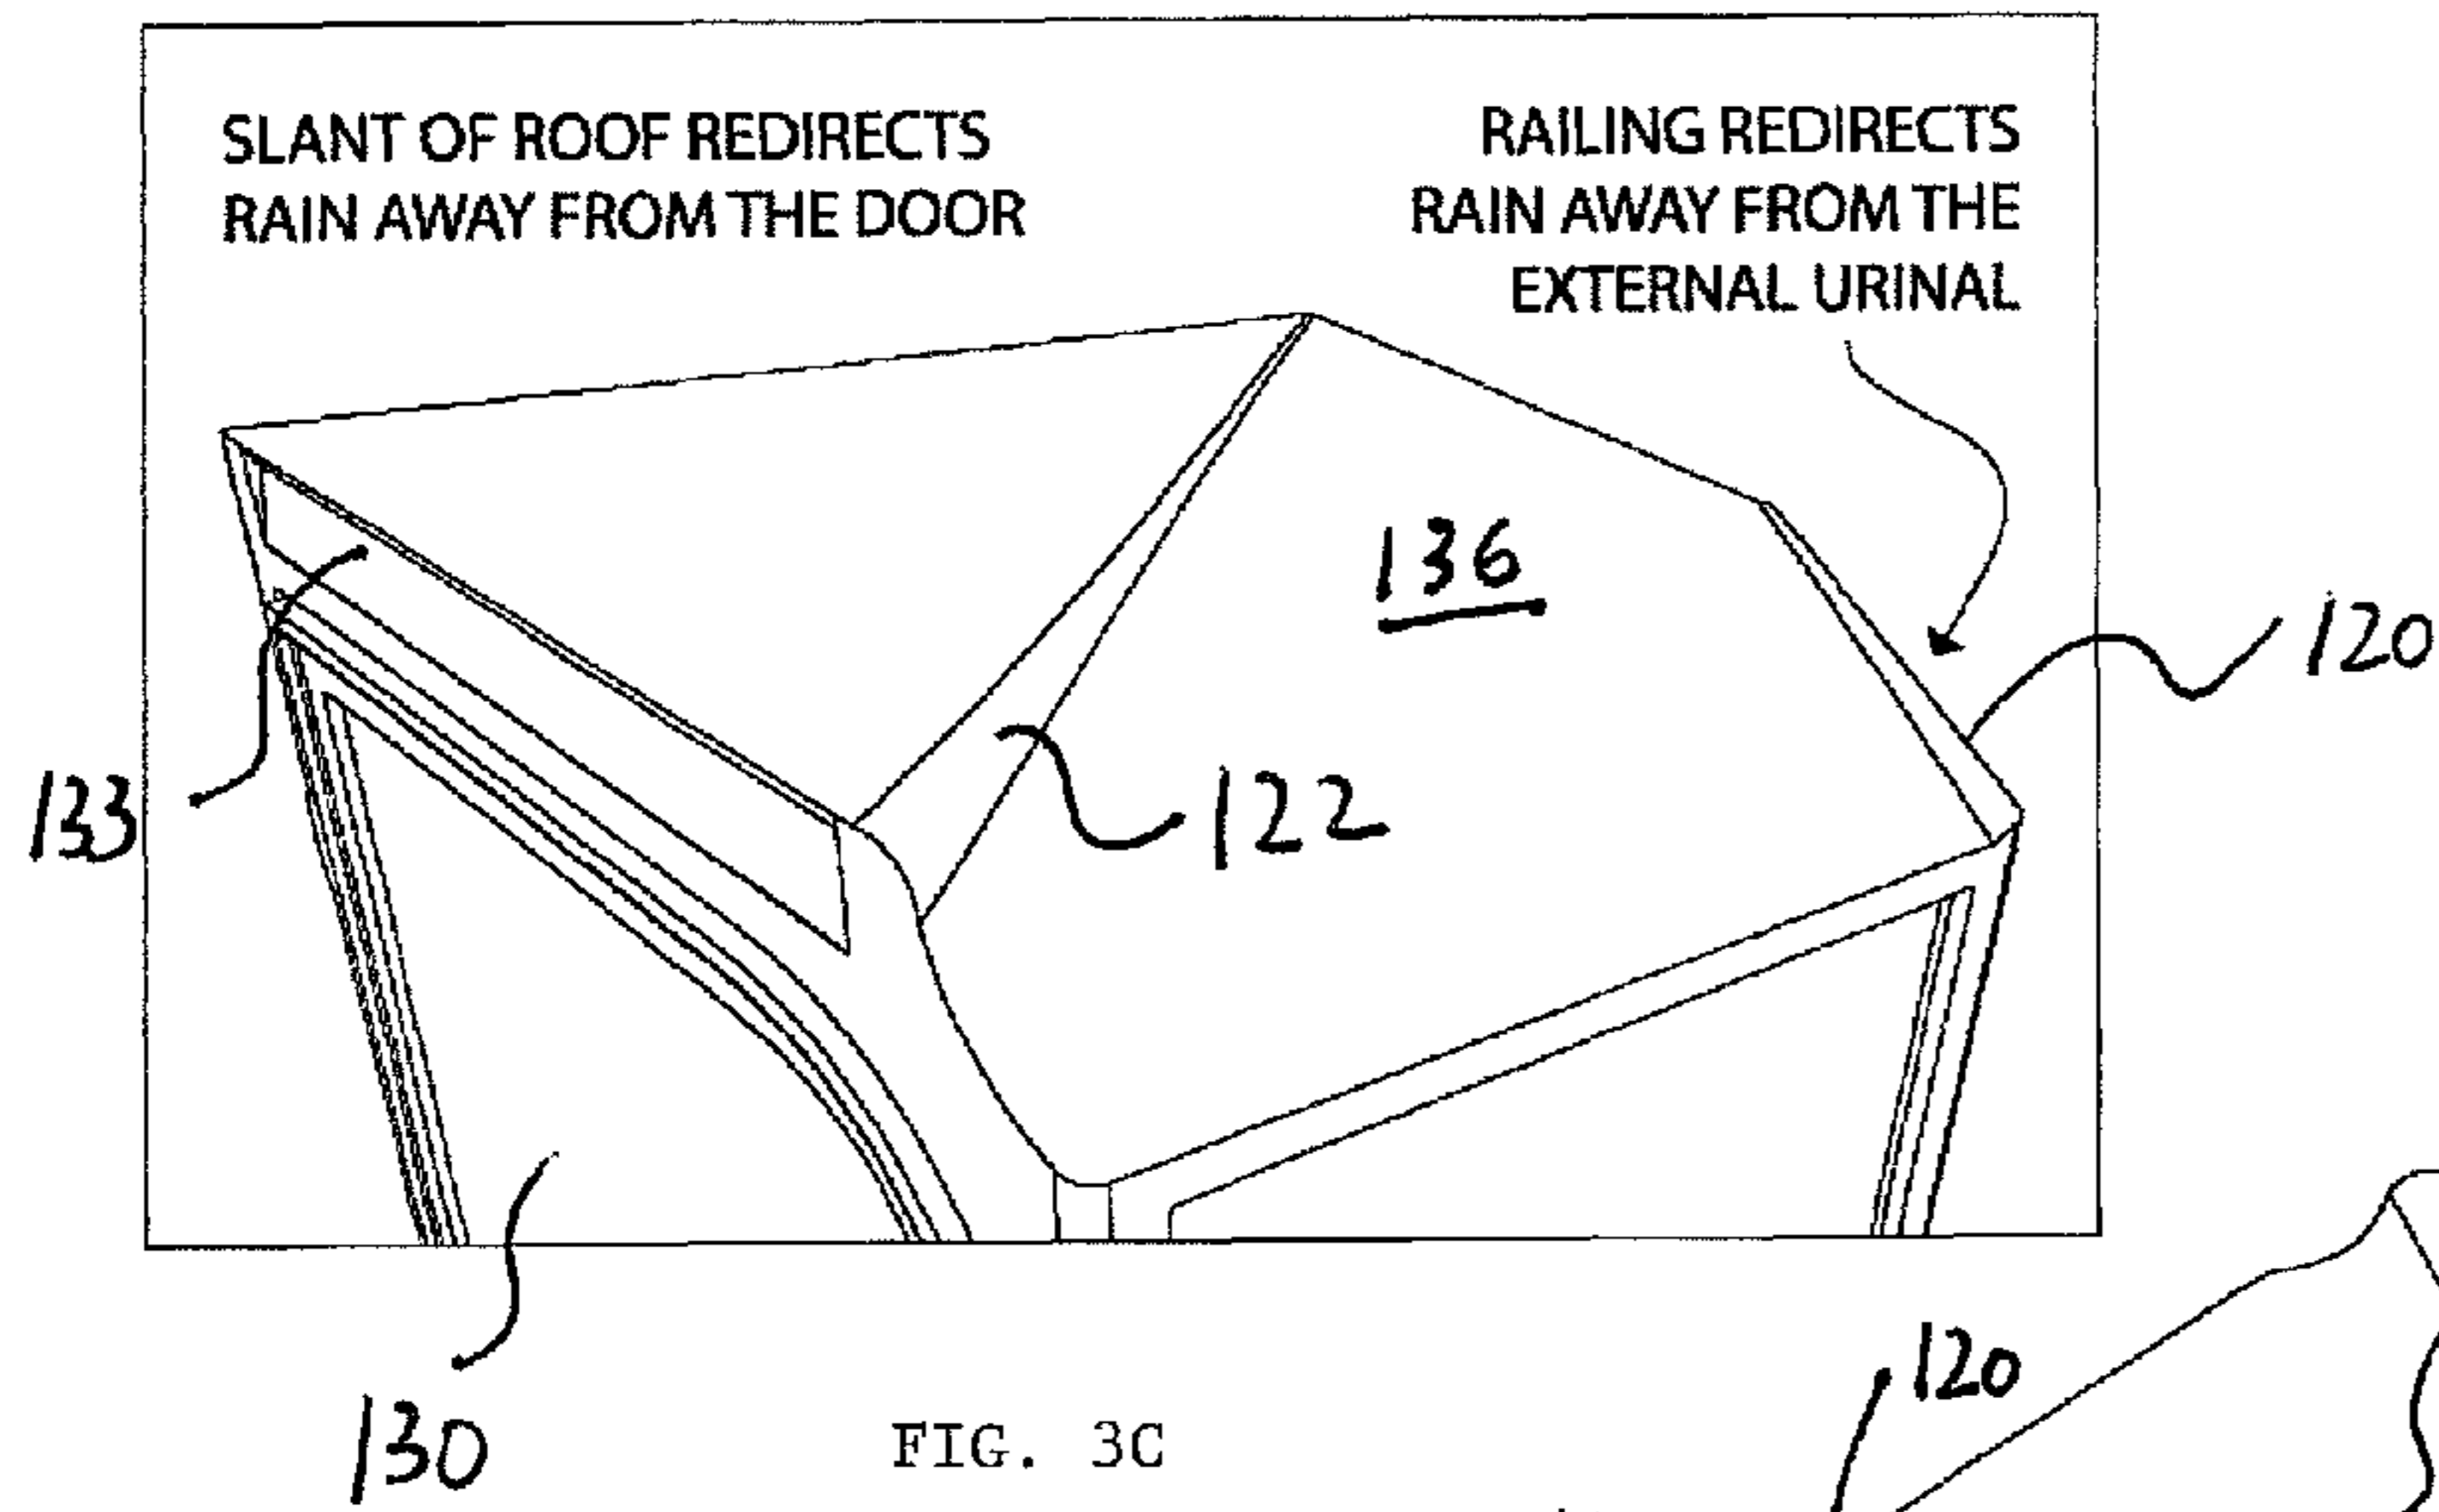 SLANT OF ROOF REDIRECTS
RAIN AWAY FROM THE DOOR
RAILING REDIRECTS
RAIN AWAY FROM THE
EXTERNAL URINAL
136
120
133
122
130
FIG. 3C
120